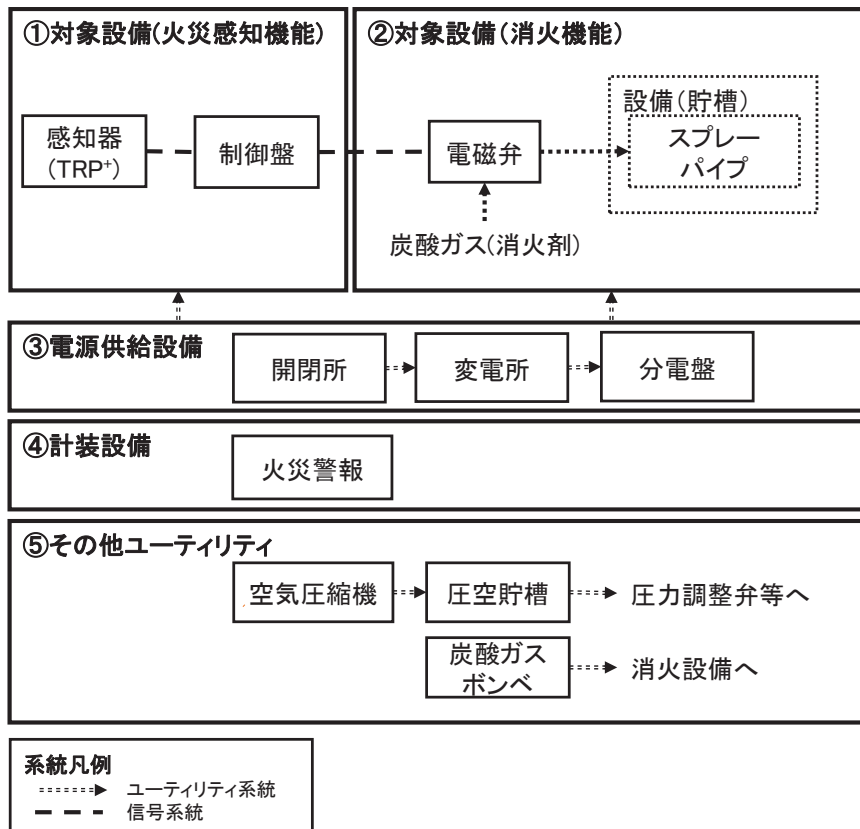 ①対象設備(火災感知機能)
②対象設備(消火機能)
感知器
(TRP+)
制御盤
電磁弁
設備(貯槽)
スプレー
パイプ
炭酸ガス(消火剤)
③電源供給設備
開閉所
変電所
分電盤
④計装設備
火災警報
⑤その他ユーティリティ
空気圧縮機
圧空貯槽
圧力調整弁等へ
炭酸ガス
ボンベ
消火設備へ
系統凡例
ユーティリティ系統
信号系統